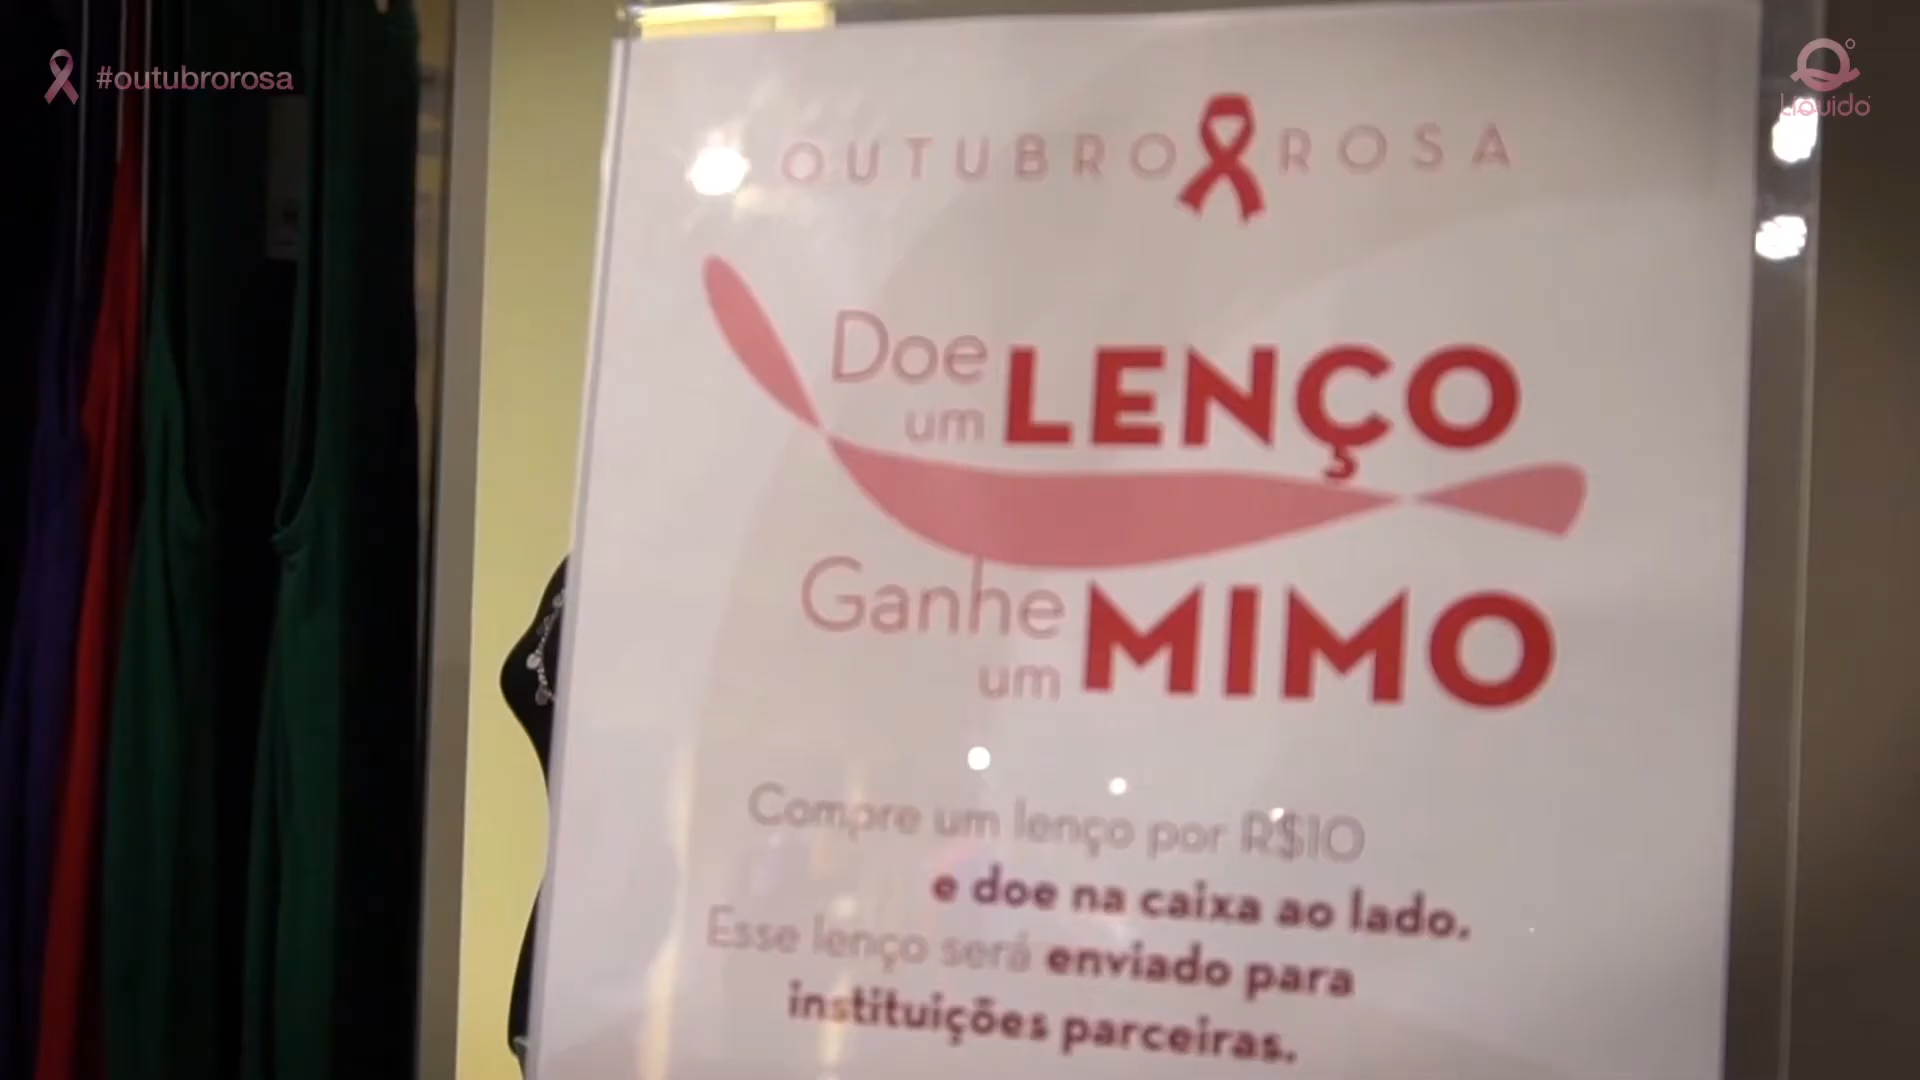 #outubrorosa
Líquido
OUTUBRO ROSA
Doe
um LENÇO
Ganhe
um MIMO
Compre um lenço por R$10
e doe na caixa ao lado.
Esse lenço será enviado para
instituições parceiras.